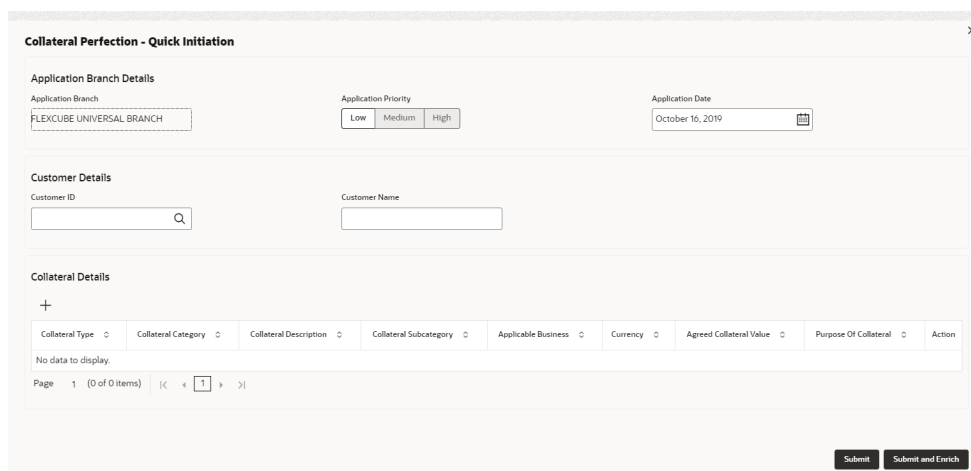 Collateral Perfection - Quick Initiation
Application Branch Details
Application Branch Application Priority Application Date
FLEXCUBE UNIVERSAL BRANCH Low Medium High October 16, 2019
Customer Details
Customer ID Customer Name
Collateral Details
Collateral Type Collateral Category Collateral Description Collateral Subcategory Applicable Business Currency Agreed Collateral Value Purpose Of Collateral Action
No data to display.
Page 1 (0 of 0 items) 1
Submit Submit and Enrich